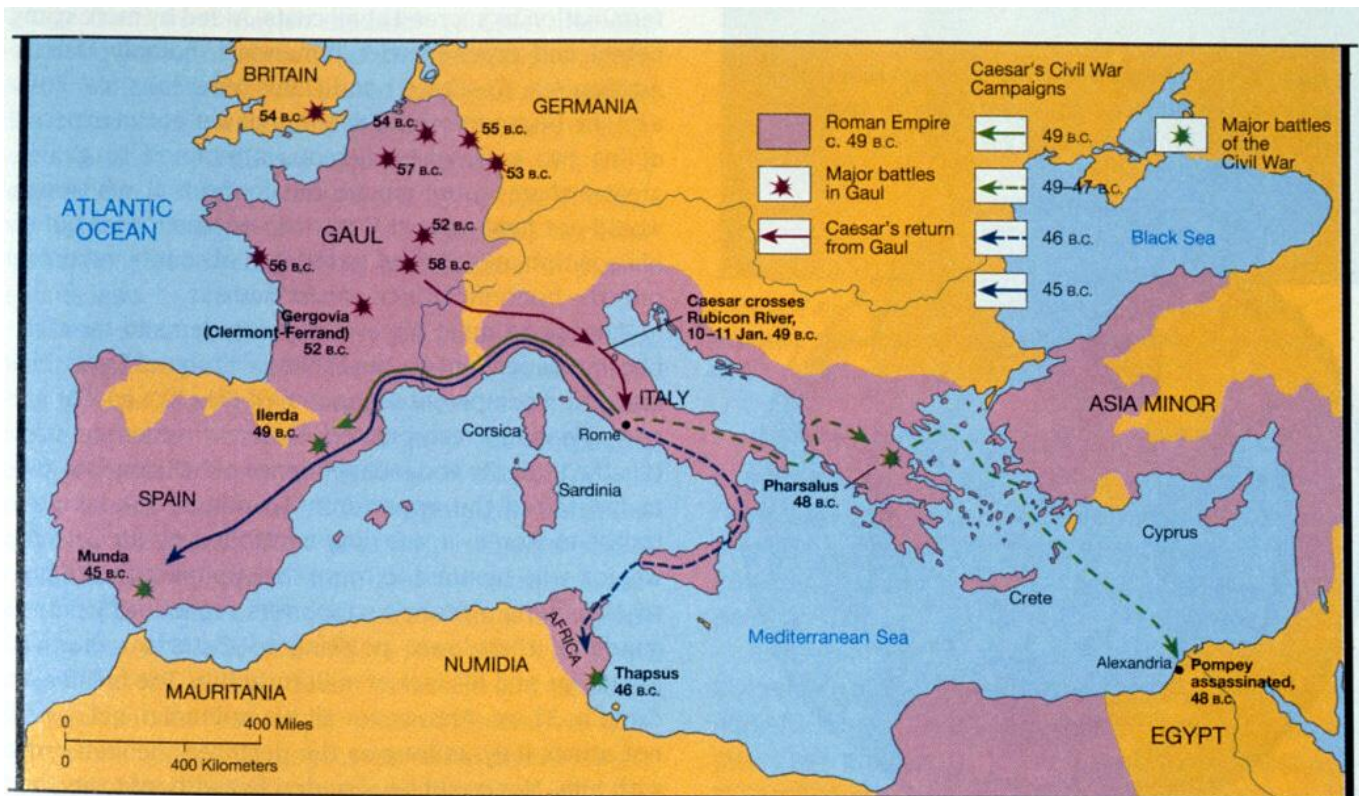 BRITAIN
54 B.C.
GERMANIA
54 B.C.
55 B.C.
57 B.C.
53 B.C.
ATLANTIC
OCEAN
GAUL
52 B.C.
56 B.C.
58 B.C.
Gergovia
(Clermont-Ferrand)
52 B.C.
Caesar crosses
Rubicon River,
10–11 Jan. 49 B.C.
Roman Empire
c. 49 B.C.
Major battles
in Gaul
Caesar's return
from Gaul
Caesar's Civil War
Campaigns
49 B.C.
49–47 B.C.
46 B.C.
45 B.C.
Major battles
of the
Civil War
Black Sea
Ilerda
49 B.C.
Corsica
ITALY
Rome
ASIA MINOR
SPAIN
Sardinia
Pharsalus
48 B.C.
Cyprus
Munda
45 B.C.
Crete
Mediterranean Sea
AFRICA
NUMIDIA
Thapsus
46 B.C.
MAURITANIA
Alexandria
Pompey
assassinated,
48 B.C.
EGYPT
0
400 Miles
0
400 Kilometers